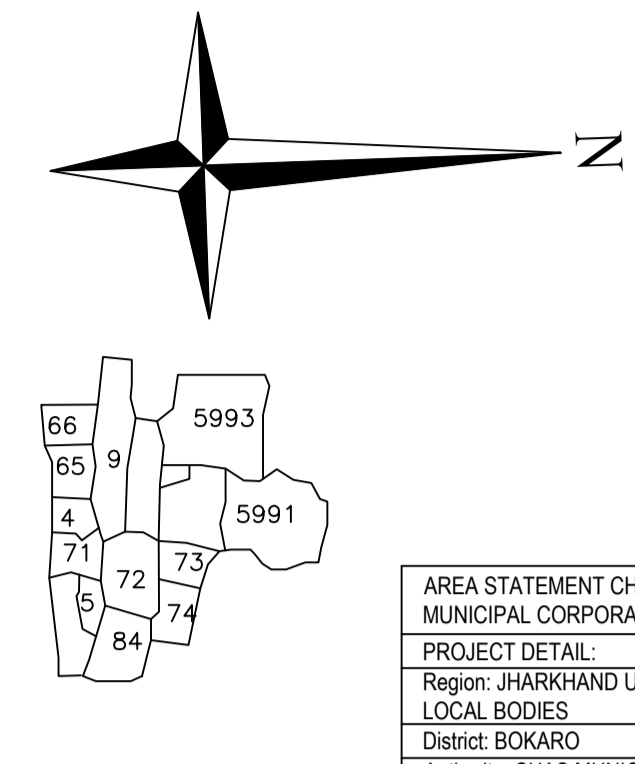 N
5993
66
9
65
5991
4
71
73
72
5
74
84
AREA STATEMENT CH
MUNICIPAL CORPORA
PROJECT DETAIL:
Region: JHARKHAND U
LOCAL BODIES
District: BOKARO